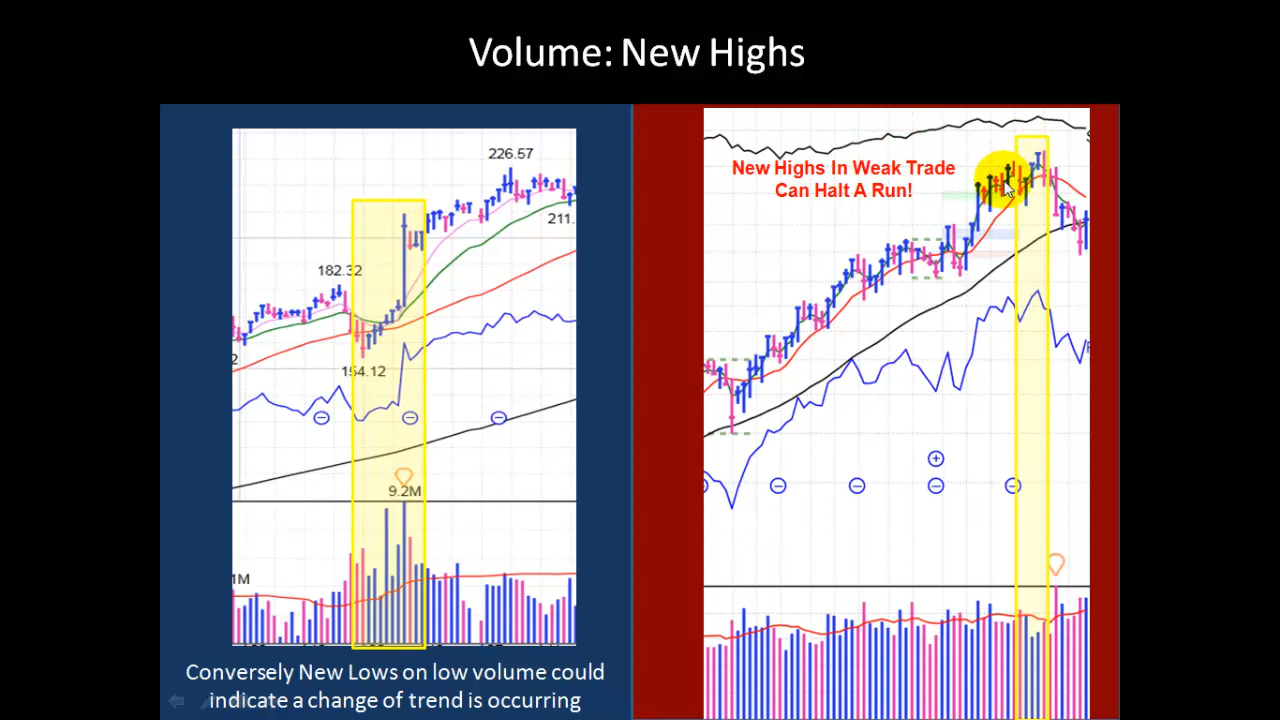 Volume: New Highs
226.57
211.
182.32
2
154.12
9.2M
1M
Conversely New Lows on low volume could
indicate a change of trend is occurring
New Highs In Weak Trade
Can Halt A Run!